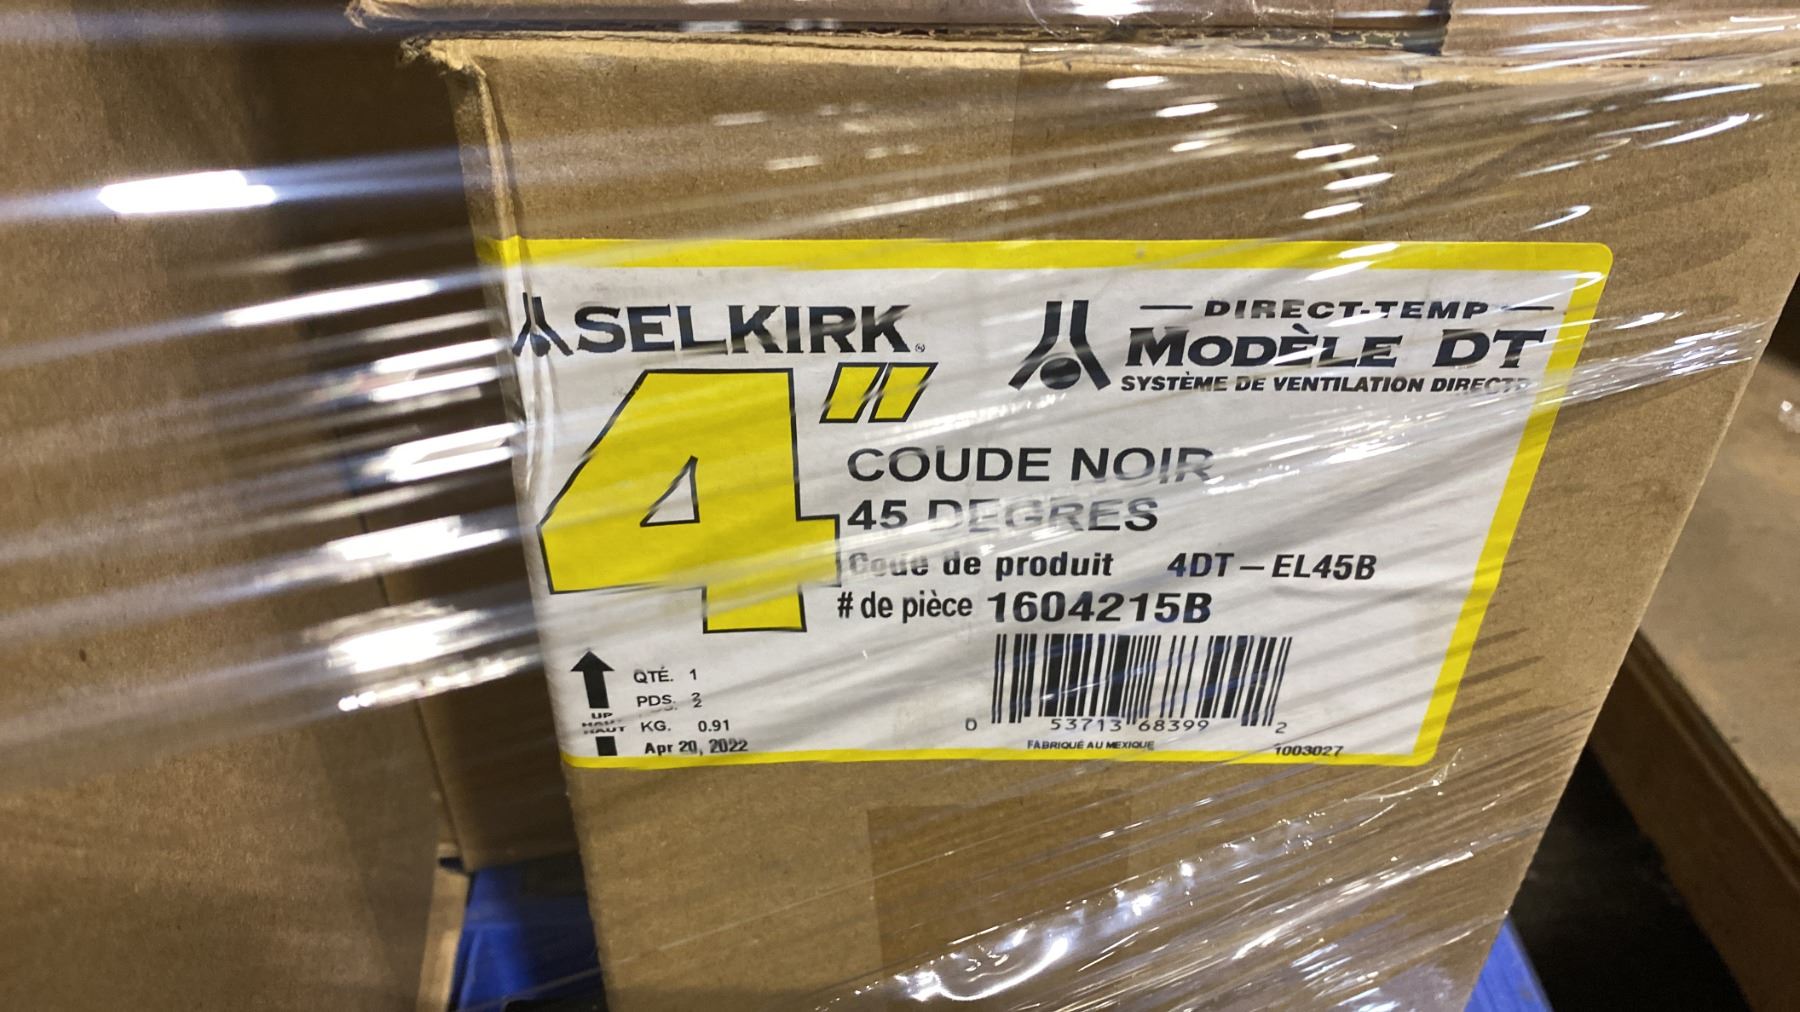 SELKIRK
DIRECT-TEMP
MODÈLE DT
SYSTÈME DE VENTILATION DIRECTE
4"
COUDE NOIR
45 DEGRES
Code de produit 4DT-EL45B
# de pièce 1604215B
UP
HAUT
QTÉ. 1
PDS. 2
KG. 0.91
Apr 20, 2022
0 53713 68399 2
FABRIQUÉ AU MEXIQUE
1003027